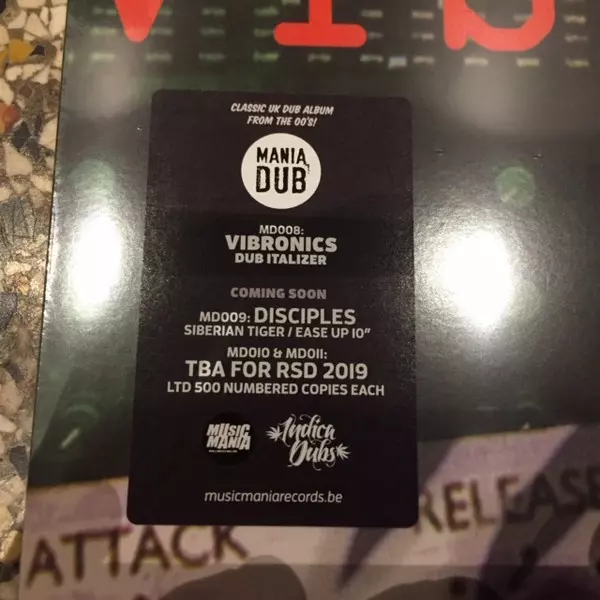 VIB
CLASSIC UK DUB ALBUM
FROM THE 00'S!
MANIA
DUB
MD008:
VIBRONICS
DUB ITALIZER
COMING SOON
MD009: DISCIPLES
SIBERIAN TIGER / EASE UP 10"
MD010 & MD011:
TBA FOR RSD 2019
LTD 500 NUMBERED COPIES EACH
MUSIC
MANIA
Indica
Dubs
musicmaniarecords.be
ATTACK
RELEASE